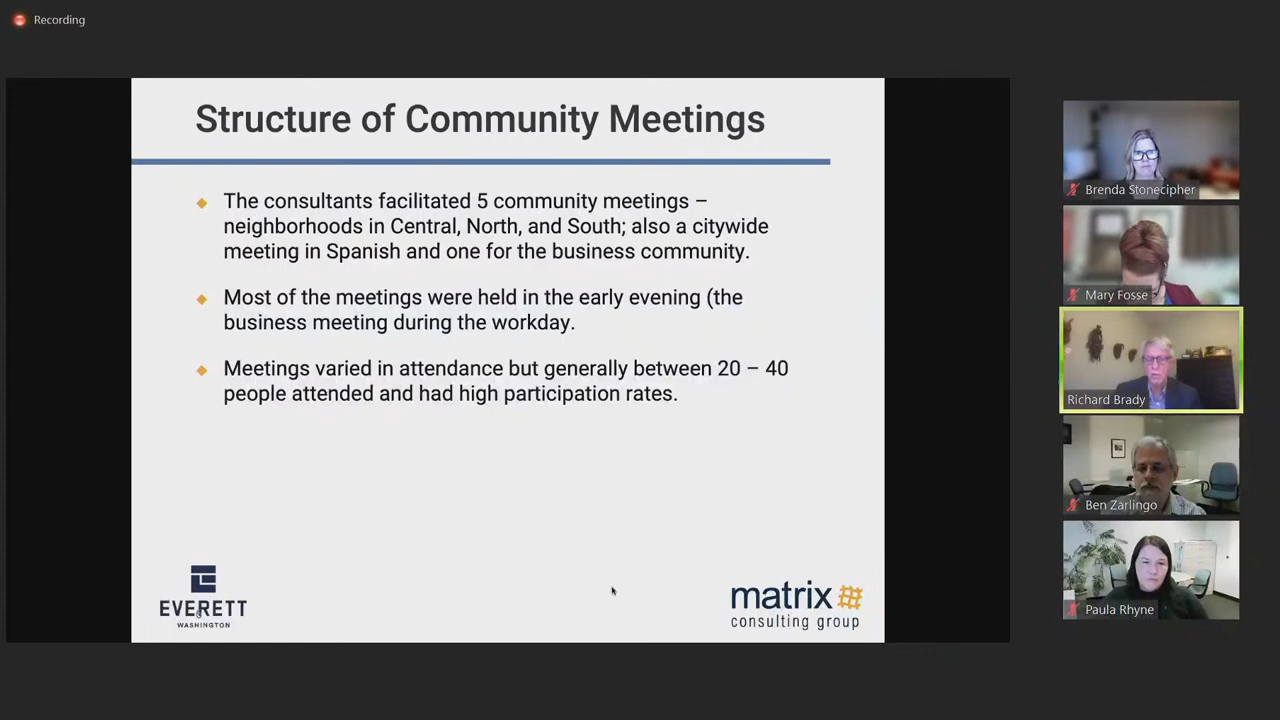 Recording
Structure of Community Meetings
The consultants facilitated 5 community meetings –
neighborhoods in Central, North, and South; also a citywide
meeting in Spanish and one for the business community.
Most of the meetings were held in the early evening (the
business meeting during the workday.
Meetings varied in attendance but generally between 20 – 40
people attended and had high participation rates.
EVERETT
WASHINGTON
matrix
consulting group
Brenda Stonecipher
Mary Fosse
Richard Brady
Ben Zarlingo
Paula Rhyne